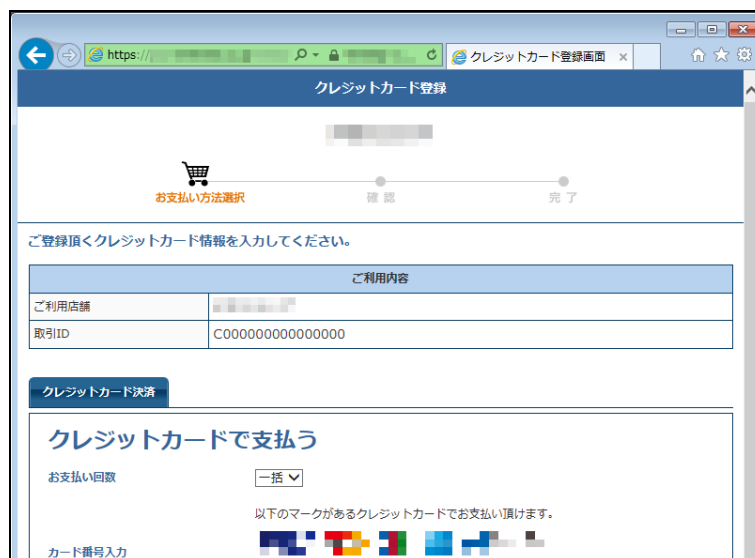 https://
クレジットカード登録画面
クレジットカード登録
お支払い方法選択
確 認
完 了
ご登録頂くクレジットカード情報を入力してください。
ご利用内容
ご利用店舗
取引ID
C000000000000000
クレジットカード決済
クレジットカードで支払う
お支払い回数
一括
以下のマークがあるクレジットカードでお支払い頂けます。
カード番号入力